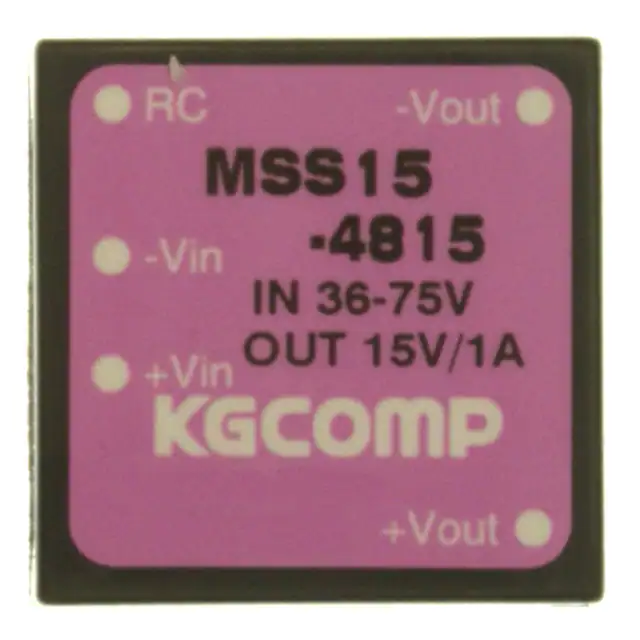 RC -Vout
MSS15
-4815
-Vin
IN 36-75V
OUT 15V/1A
+Vin
KGCOMP
+Vout